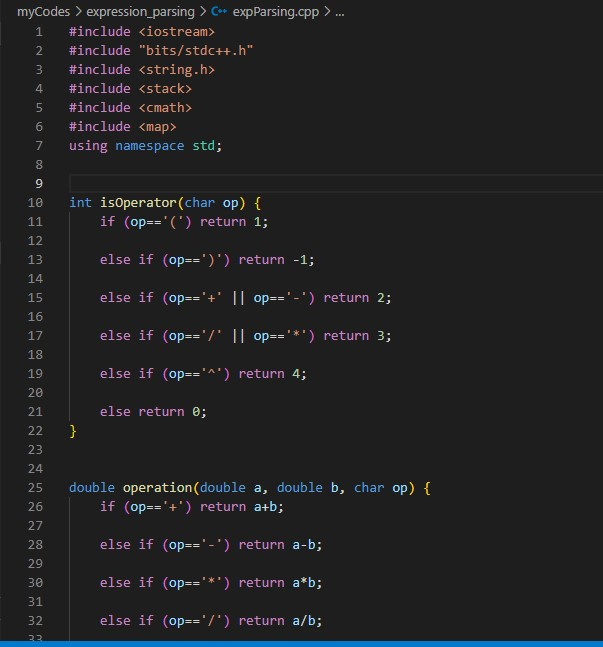 myCodes > expression_parsing > C++ expParsing.cpp > ...
1 #include <iostream>
2 #include "bits/stdc++.h"
3 #include <string.h>
4 #include <stack>
5 #include <cmath>
6 #include <map>
7 using namespace std;
8
9
10 int isOperator(char op) {
11     if (op=='(') return 1;
12
13     else if (op==')') return -1;
14
15     else if (op=='+' || op=='-') return 2;
16
17     else if (op=='/' || op=='*') return 3;
18
19     else if (op=='^') return 4;
20
21     else return 0;
22 }
23
24
25 double operation(double a, double b, char op) {
26     if (op=='+') return a+b;
27
28     else if (op=='-') return a-b;
29
30     else if (op=='*') return a*b;
31
32     else if (op=='/') return a/b;
33